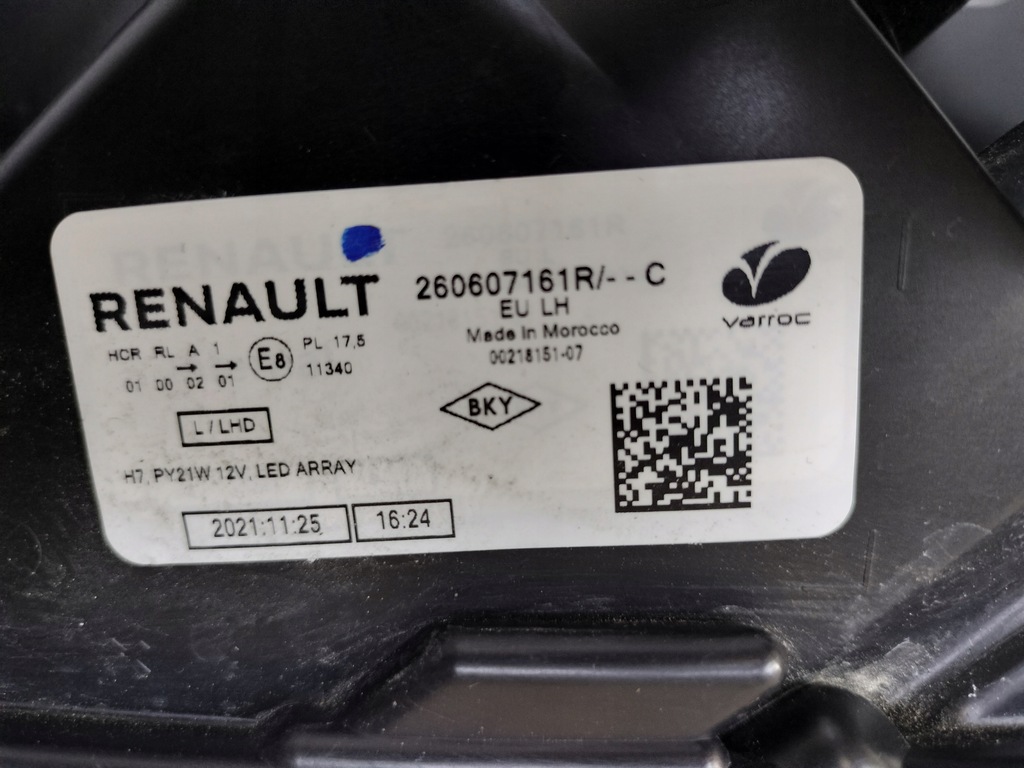 RENAULT
260607161R/--C
EU LH
Made in Morocco
00218151-07
varroc
HCR RL A 1
01 00 02 01
E8
PL 17,5
11340
BKY
L/LHD
H7, PY21W 12V, LED ARRAY
2021:11:25 16:24